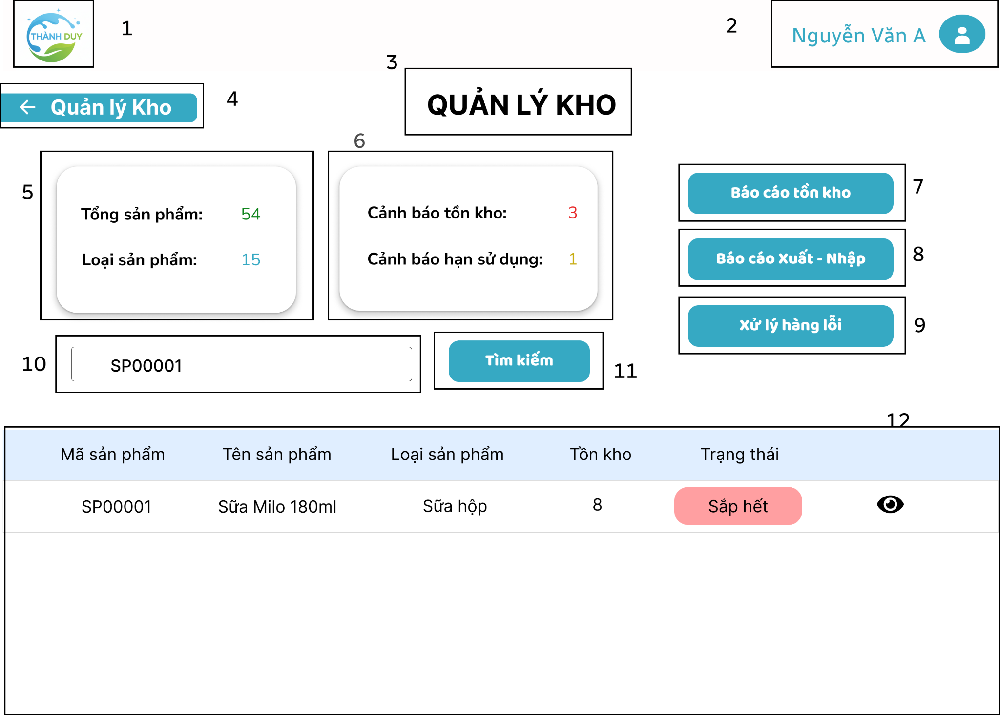 THÀNH DUY
1
2
Nguyễn Văn A
3
QUẢN LÝ KHO
Quản lý Kho
4
5
Tổng sản phẩm: 54
Loại sản phẩm: 15
6
Cảnh báo tồn kho: 3
Cảnh báo hạn sử dụng: 1
Báo cáo tồn kho
7
Báo cáo Xuất - Nhập
8
Xử lý hàng lỗi
9
10
SP00001
Tìm kiếm
11
12
Mã sản phẩm Tên sản phẩm Loại sản phẩm Tồn kho Trạng thái
SP00001 Sữa Milo 180ml Sữa hộp 8 Sắp hết